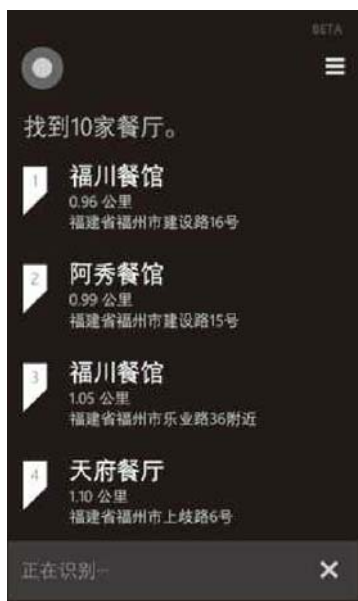 BETA
找到10家餐厅。
1
福川餐馆
0.96 公里
福建省福州市建设路16号
2
阿秀餐馆
0.99 公里
福建省福州市建设路15号
3
福川餐馆
1.05 公里
福建省福州市乐业路36附近
4
天府餐厅
1.10 公里
福建省福州市上歧路6号
正在识别···